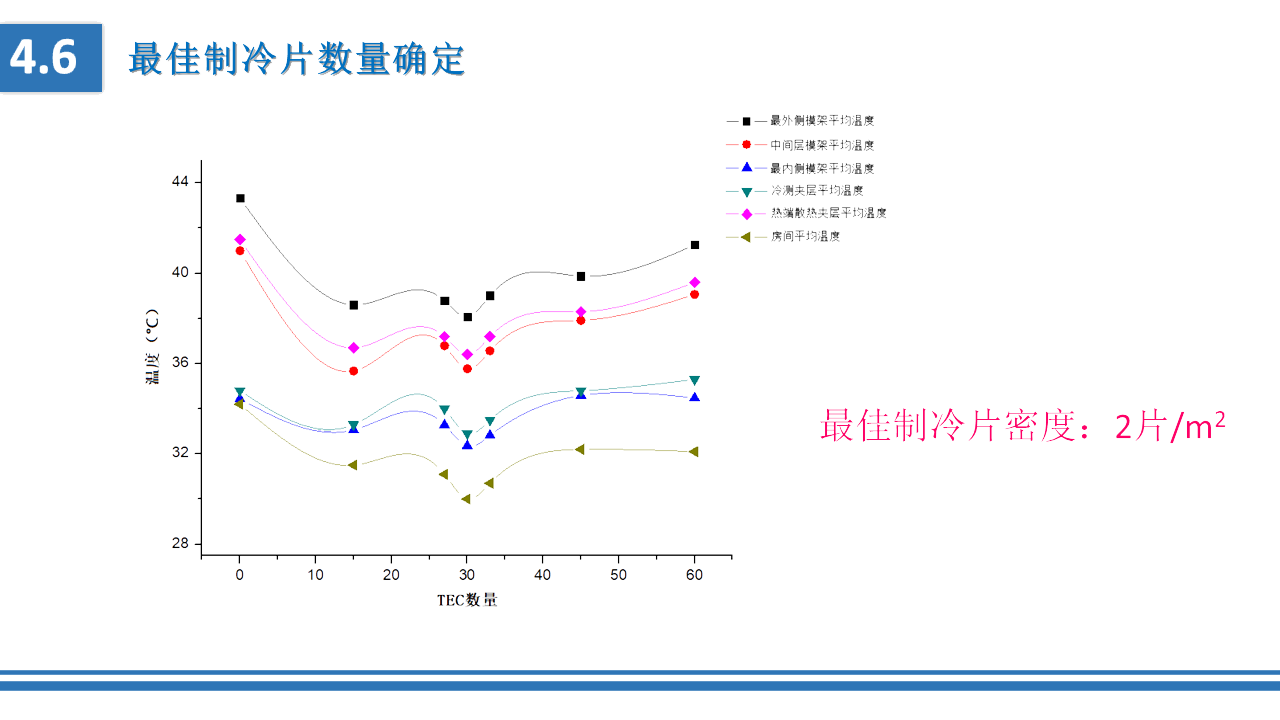 4.6
最佳制冷片数量确定
最外侧模架平均温度
中间层模架平均温度
最内侧模架平均温度
冷测夹层平均温度
热端散热夹层平均温度
房间平均温度
44
40
36
32
28
温度（℃）
0 10 20 30 40 50 60
TEC数量
最佳制冷片密度：2片/m²